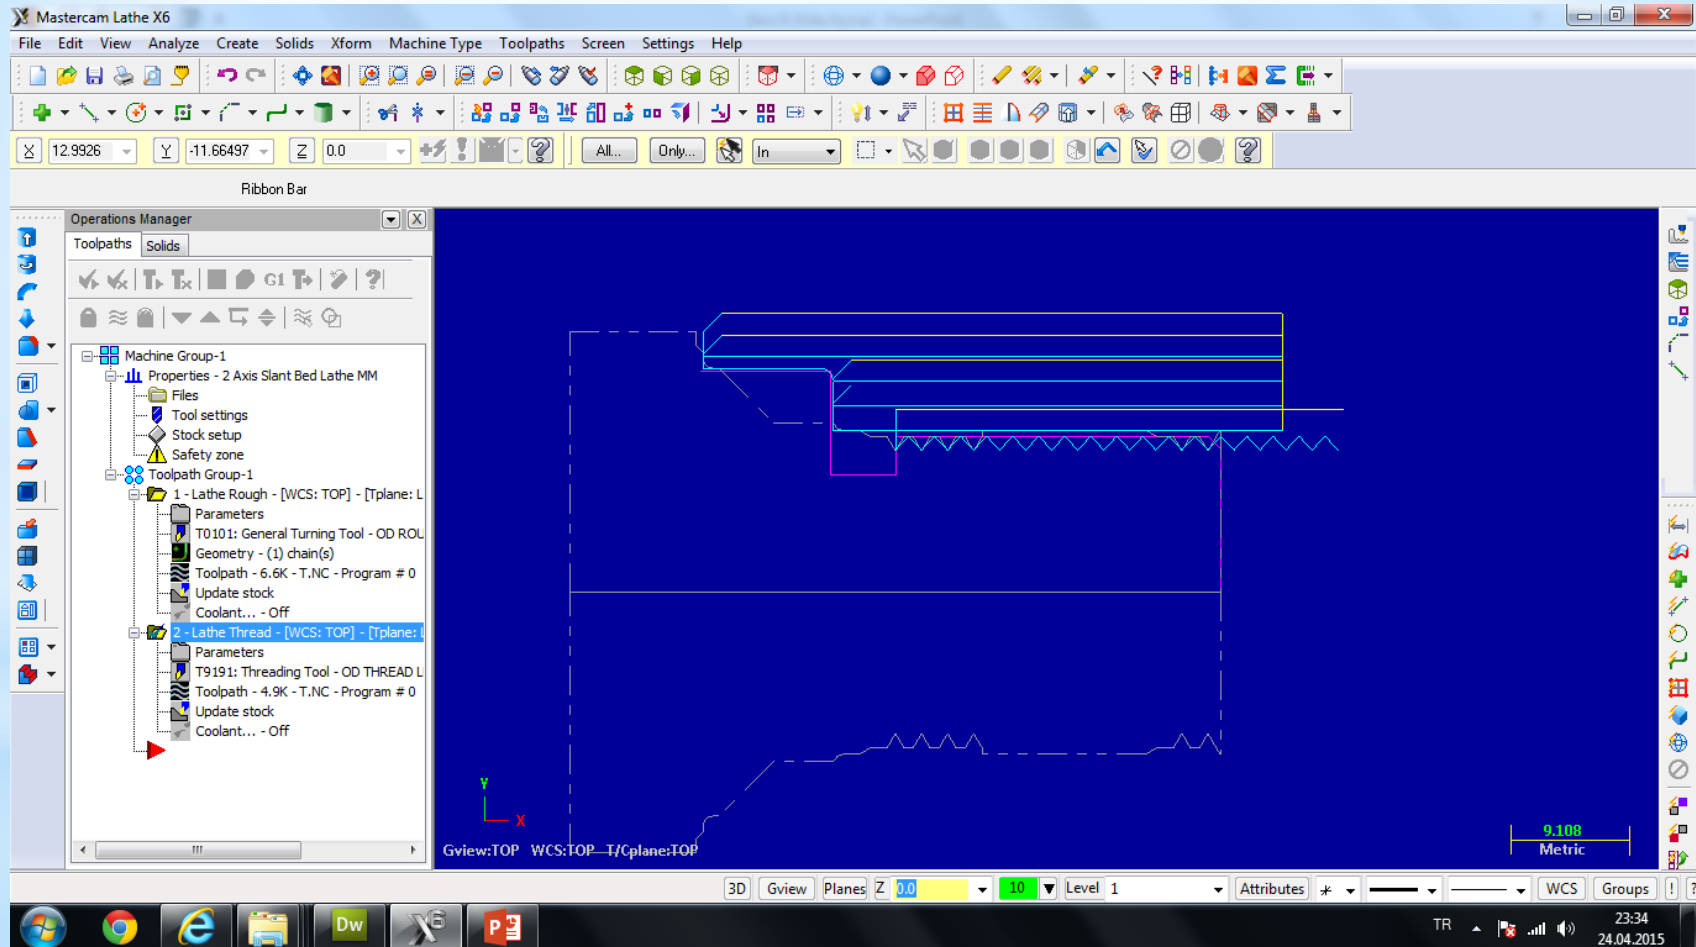 Mastercam Lathe X6
File Edit View Analyze Create Solids Xform Machine Type Toolpaths Screen Settings Help
X 12.9926 Y -11.66497 Z 0.0 All... Only... In
Ribbon Bar
Operations Manager
Toolpaths Solids
G1
Machine Group-1
Properties - 2 Axis Slant Bed Lathe MM
Files
Tool settings
Stock setup
Safety zone
Toolpath Group-1
1 - Lathe Rough - [WCS: TOP] - [Tplane: L
Parameters
T0101: General Turning Tool - OD ROU
Geometry - (1) chain(s)
Toolpath - 6.6K - T.NC - Program # 0
Update stock
Coolant... - Off
2 - Lathe Thread - [WCS: TOP] - [Tplane: L
Parameters
T9191: Threading Tool - OD THREAD L
Toolpath - 4.9K - T.NC - Program # 0
Update stock
Coolant... - Off
Y
X
Gview:TOP WCS:TOP T/Cplane:TOP
9.108
Metric
3D Gview Planes Z 0.0 10 Level 1 Attributes WCS Groups ! ?
Dw X6 P TR 23:34
24.04.2015